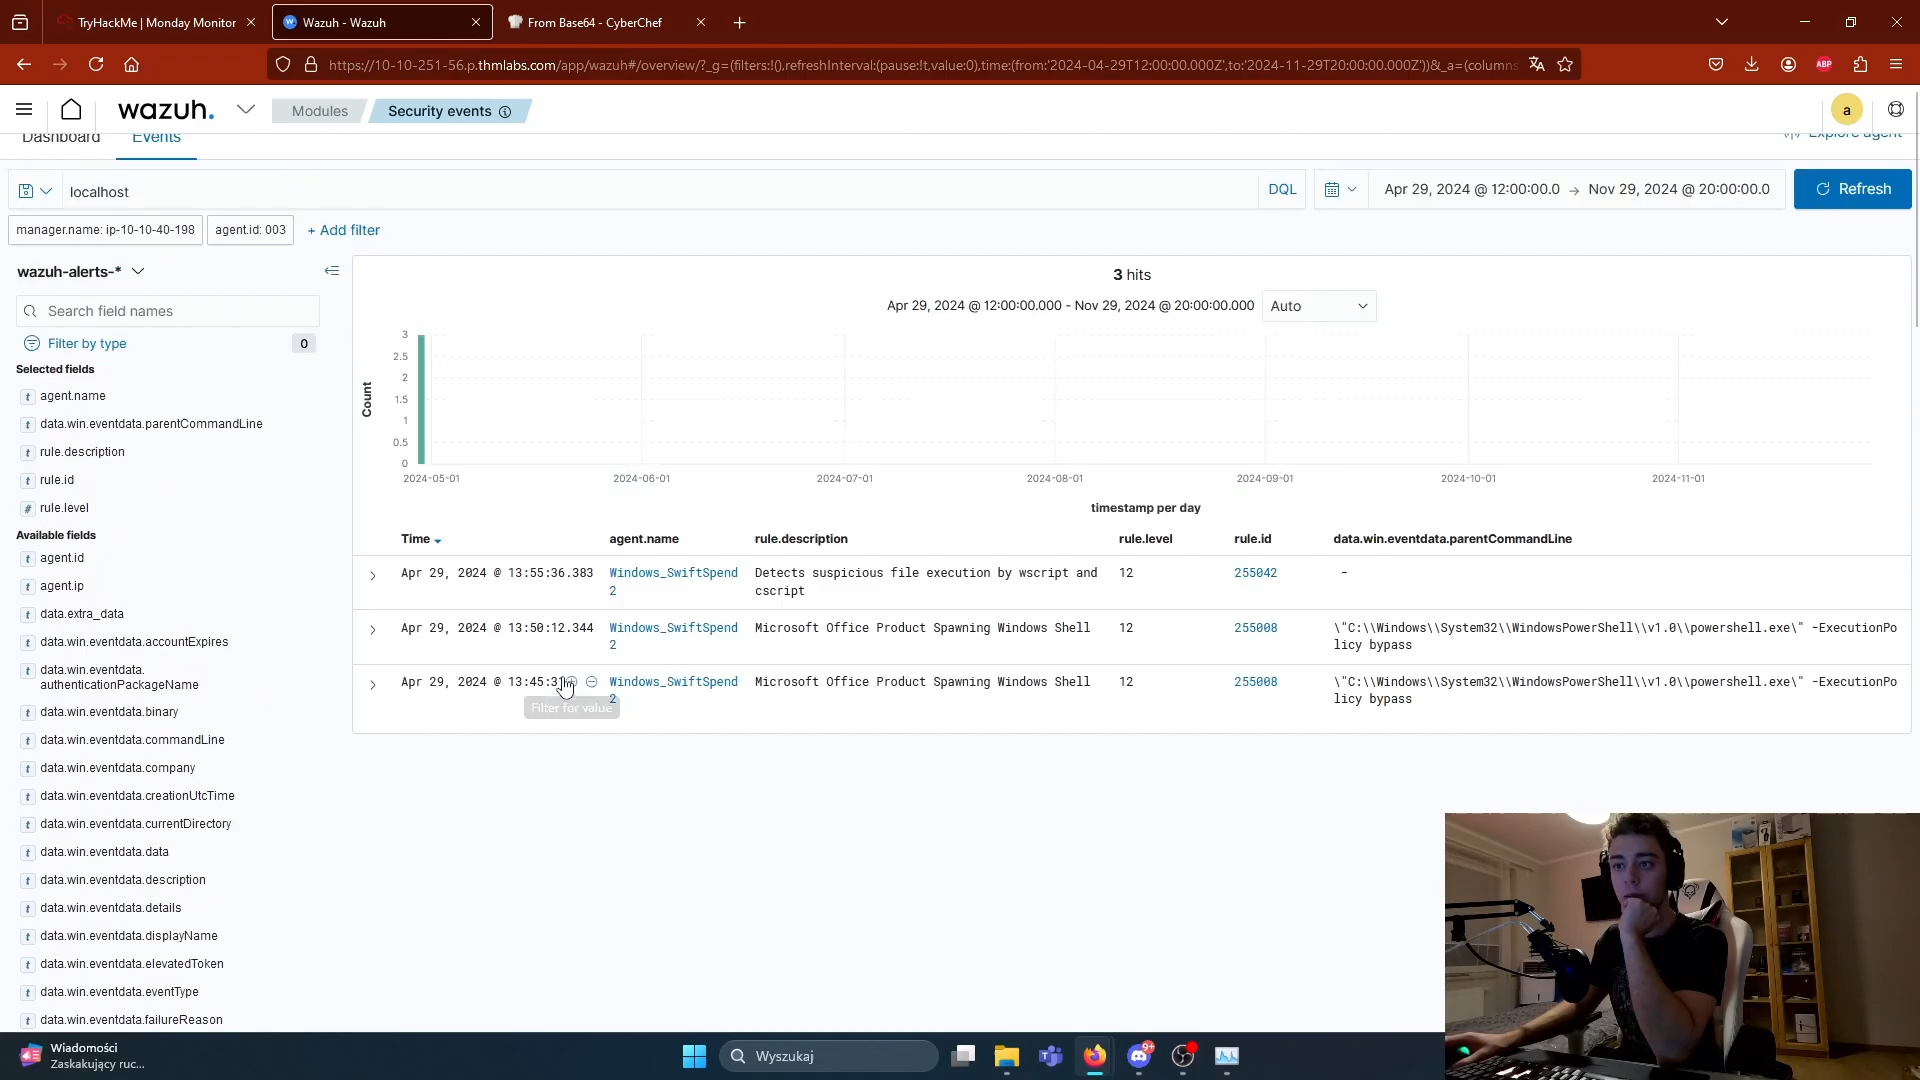 TryHackMe | Monday Monitor
Wazuh - Wazuh
From Base64 - CyberChef
https://10-10-251-56.p.thmlabs.com/app/wazuh#/overview/?_g=(filters:!(),refreshInterval:(pause:!t,value:0),time:(from:'2024-04-29T12:00:00.000Z',to:'2024-11-29T20:00:00.000Z'))&_a=(columns
ABP
wazuh.
Modules
Security events
a
Dashboard
Events
Explore agent
localhost
DQL
Apr 29, 2024 @ 12:00:00.0 → Nov 29, 2024 @ 20:00:00.0
Refresh
manager.name: ip-10-10-40-198
agent.id: 003
+ Add filter
wazuh-alerts-*
Search field names
Filter by type
0
Selected fields
t agent.name
t data.win.eventdata.parentCommandLine
t rule.description
t rule.id
# rule.level
Available fields
t agent.id
t agent.ip
t data.extra_data
t data.win.eventdata.accountExpires
t data.win.eventdata.
authenticationPackageName
t data.win.eventdata.binary
t data.win.eventdata.commandLine
t data.win.eventdata.company
t data.win.eventdata.creationUtcTime
t data.win.eventdata.currentDirectory
t data.win.eventdata.data
t data.win.eventdata.description
t data.win.eventdata.details
t data.win.eventdata.displayName
t data.win.eventdata.elevatedToken
t data.win.eventdata.eventType
t data.win.eventdata.failureReason
3 hits
Apr 29, 2024 @ 12:00:00.000 - Nov 29, 2024 @ 20:00:00.000
Auto
Count
3
2.5
2
1.5
1
0.5
0
2024-05-01
2024-06-01
2024-07-01
2024-08-01
2024-09-01
2024-10-01
2024-11-01
timestamp per day
Time
agent.name
rule.description
rule.level
rule.id
data.win.eventdata.parentCommandLine
Apr 29, 2024 @ 13:55:36.383
Windows_SwiftSpend
2
Detects suspicious file execution by wscript and
cscript
12
255042
-
Apr 29, 2024 @ 13:50:12.344
Windows_SwiftSpend
2
Microsoft Office Product Spawning Windows Shell
12
255008
\"C:\\Windows\\System32\\WindowsPowerShell\\v1.0\\powershell.exe\" -ExecutionPo
licy bypass
Apr 29, 2024 @ 13:45:3
Windows_SwiftSpend
2
Filter for value
Microsoft Office Product Spawning Windows Shell
12
255008
\"C:\\Windows\\System32\\WindowsPowerShell\\v1.0\\powershell.exe\" -ExecutionPo
licy bypass
Wiadomości
Zaskakujący ruc...
Wyszukaj
9+